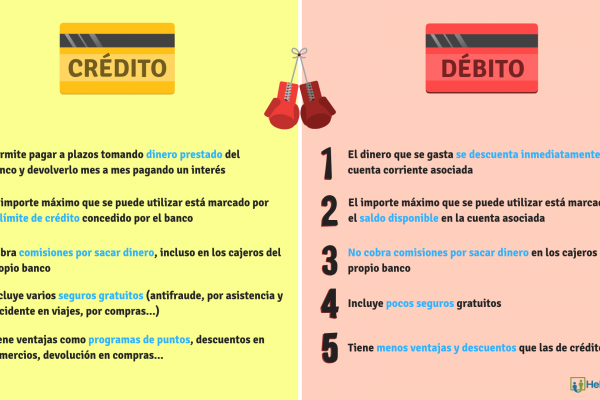 CRÉDITO
rmite pagar a plazos tomando dinero prestado del
nco y devolverlo mes a mes pagando un interés
importe máximo que se puede utilizar está marcado por
límite de crédito concedido por el banco
bra comisiones por sacar dinero, incluso en los cajeros del
opio banco
cluye varios seguros gratuitos (antifraude, por asistencia y
cidente en viajes, por compras...)
ene ventajas como programas de puntos, descuentos en
mercios, devolución en compras...
DÉBITO
1 El dinero que se gasta se descuenta inmediatamente
cuenta corriente asociada
2 El importe máximo que se puede utilizar está marcad
el saldo disponible en la cuenta asociada
3 No cobra comisiones por sacar dinero en los cajeros
propio banco
4 Incluye pocos seguros gratuitos
5 Tiene menos ventajas y descuentos que las de crédit